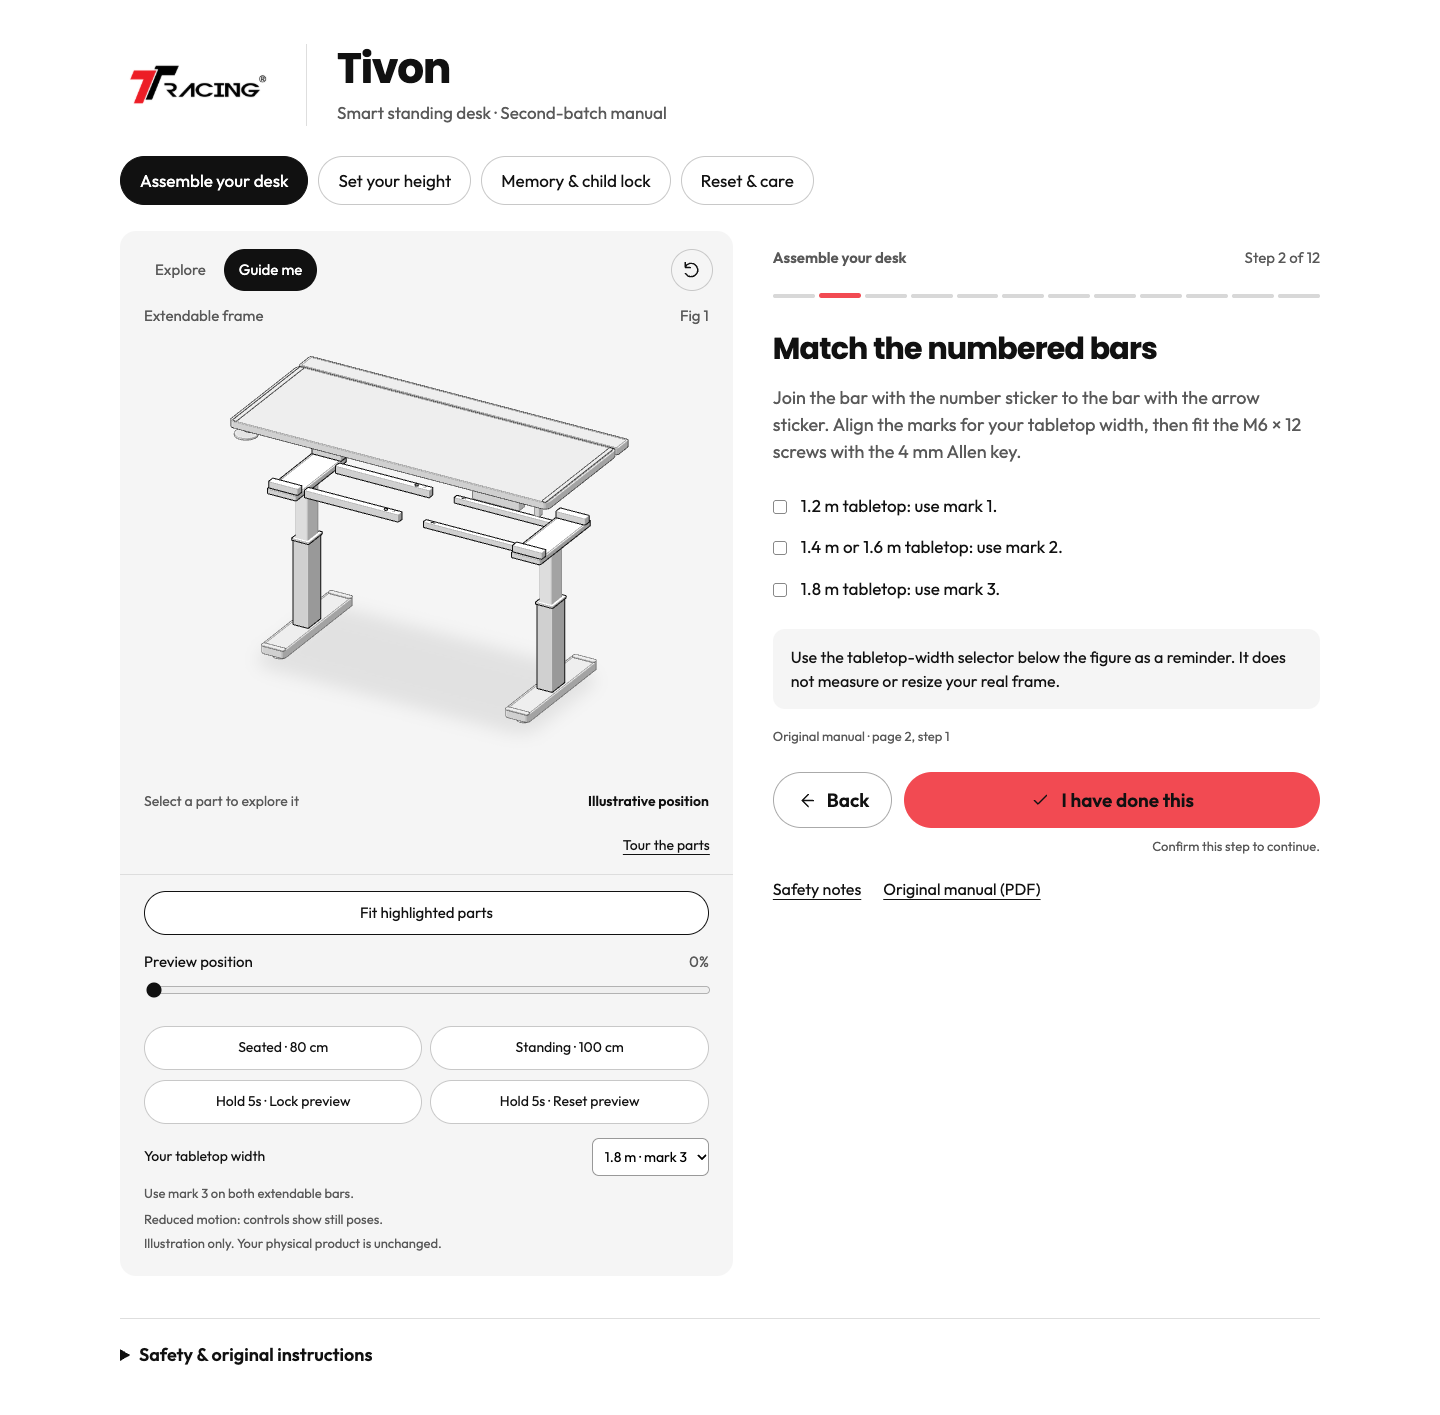 TTRACING®
Tivon
Smart standing desk · Second-batch manual
Assemble your desk
Set your height
Memory & child lock
Reset & care
Explore
Guide me
Extendable frame
Fig 1
Select a part to explore it
Illustrative position
Tour the parts
Fit highlighted parts
Preview position
0%
Seated · 80 cm
Standing · 100 cm
Hold 5s · Lock preview
Hold 5s · Reset preview
Your tabletop width
1.8 m · mark 3
Use mark 3 on both extendable bars.
Reduced motion: controls show still poses.
Illustration only. Your physical product is unchanged.
Assemble your desk
Step 2 of 12
Match the numbered bars
Join the bar with the number sticker to the bar with the arrow
sticker. Align the marks for your tabletop width, then fit the M6 × 12
screws with the 4 mm Allen key.
1.2 m tabletop: use mark 1.
1.4 m or 1.6 m tabletop: use mark 2.
1.8 m tabletop: use mark 3.
Use the tabletop-width selector below the figure as a reminder. It does
not measure or resize your real frame.
Original manual · page 2, step 1
Back
I have done this
Confirm this step to continue.
Safety notes
Original manual (PDF)
Safety & original instructions